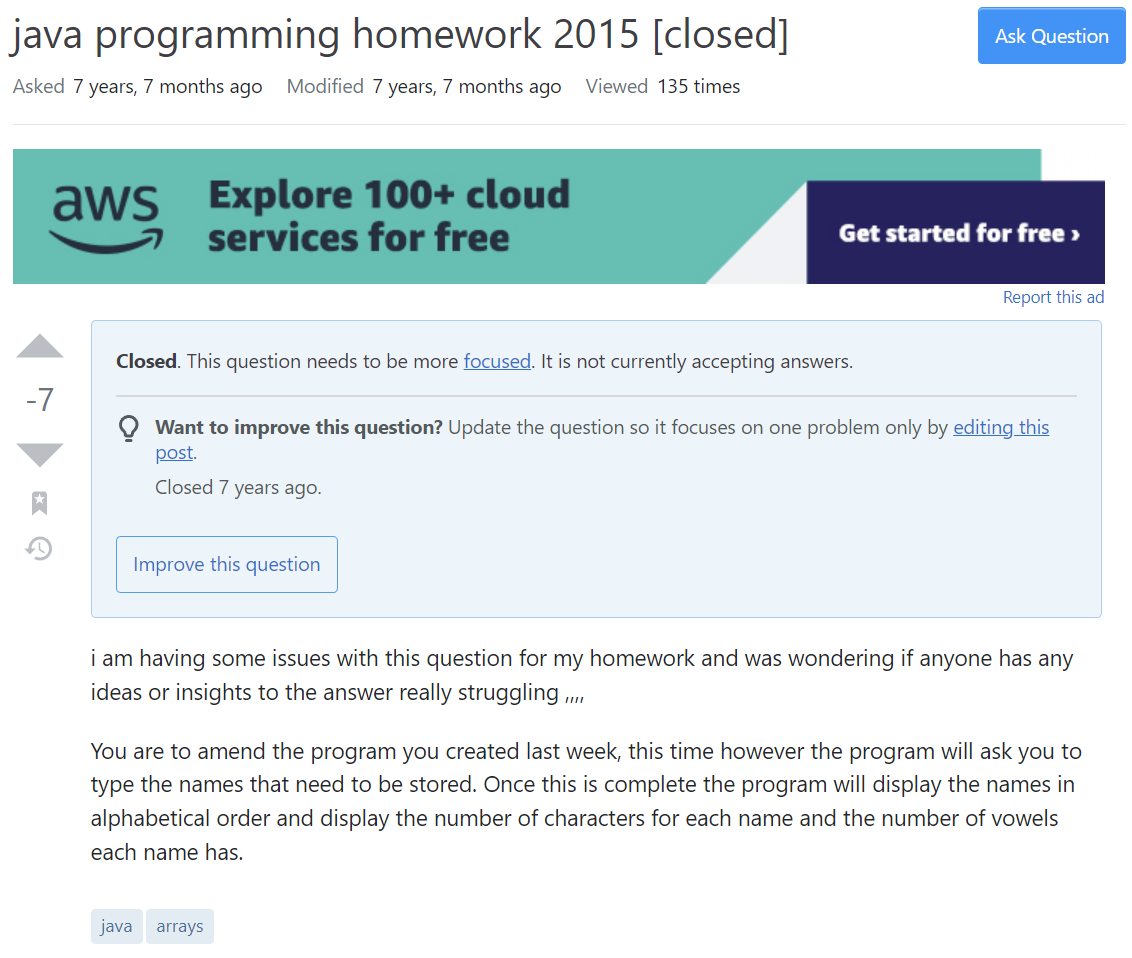 java programming homework 2015 [closed]
Ask Question
Asked 7 years, 7 months ago Modified 7 years, 7 months ago Viewed 135 times
aws
Explore 100+ cloud
services for free
Get started for free ›
Report this ad
-7
Closed. This question needs to be more focused. It is not currently accepting answers.
Want to improve this question? Update the question so it focuses on one problem only by editing this
post.
Closed 7 years ago.
Improve this question
i am having some issues with this question for my homework and was wondering if anyone has any
ideas or insights to the answer really struggling ,,,,
You are to amend the program you created last week, this time however the program will ask you to
type the names that need to be stored. Once this is complete the program will display the names in
alphabetical order and display the number of characters for each name and the number of vowels
each name has.
java arrays